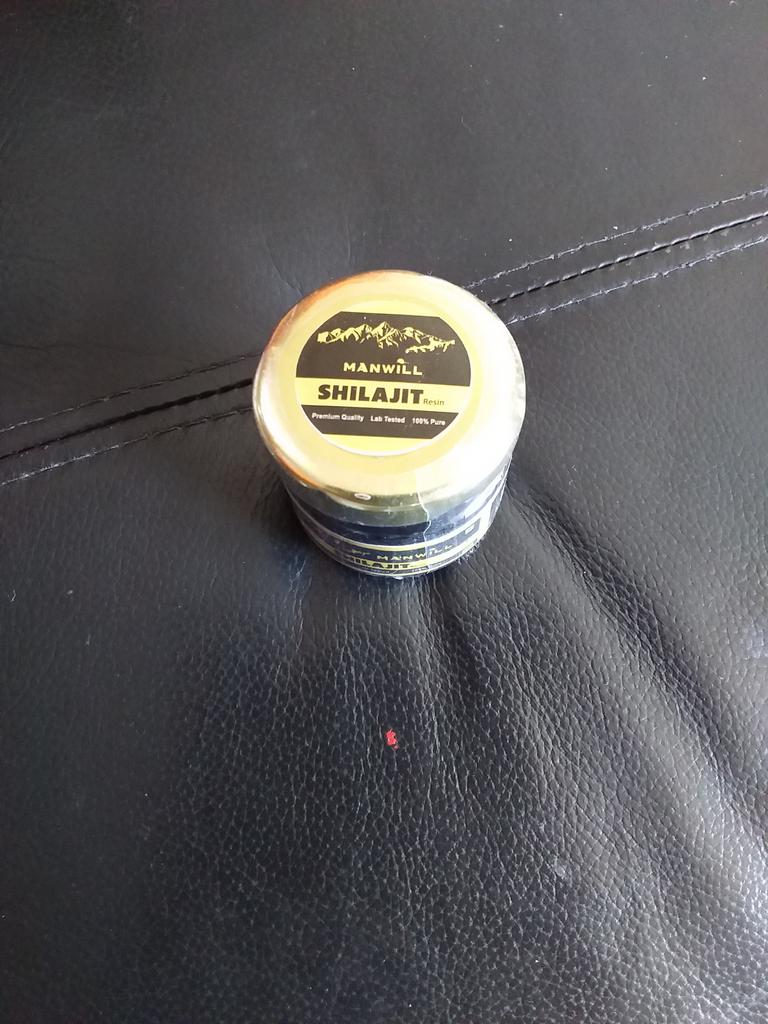 MANWILL
SHILAJIT Resin
Premium Quality Lab Tested 100% Pure
MANWILL
SHILAJIT